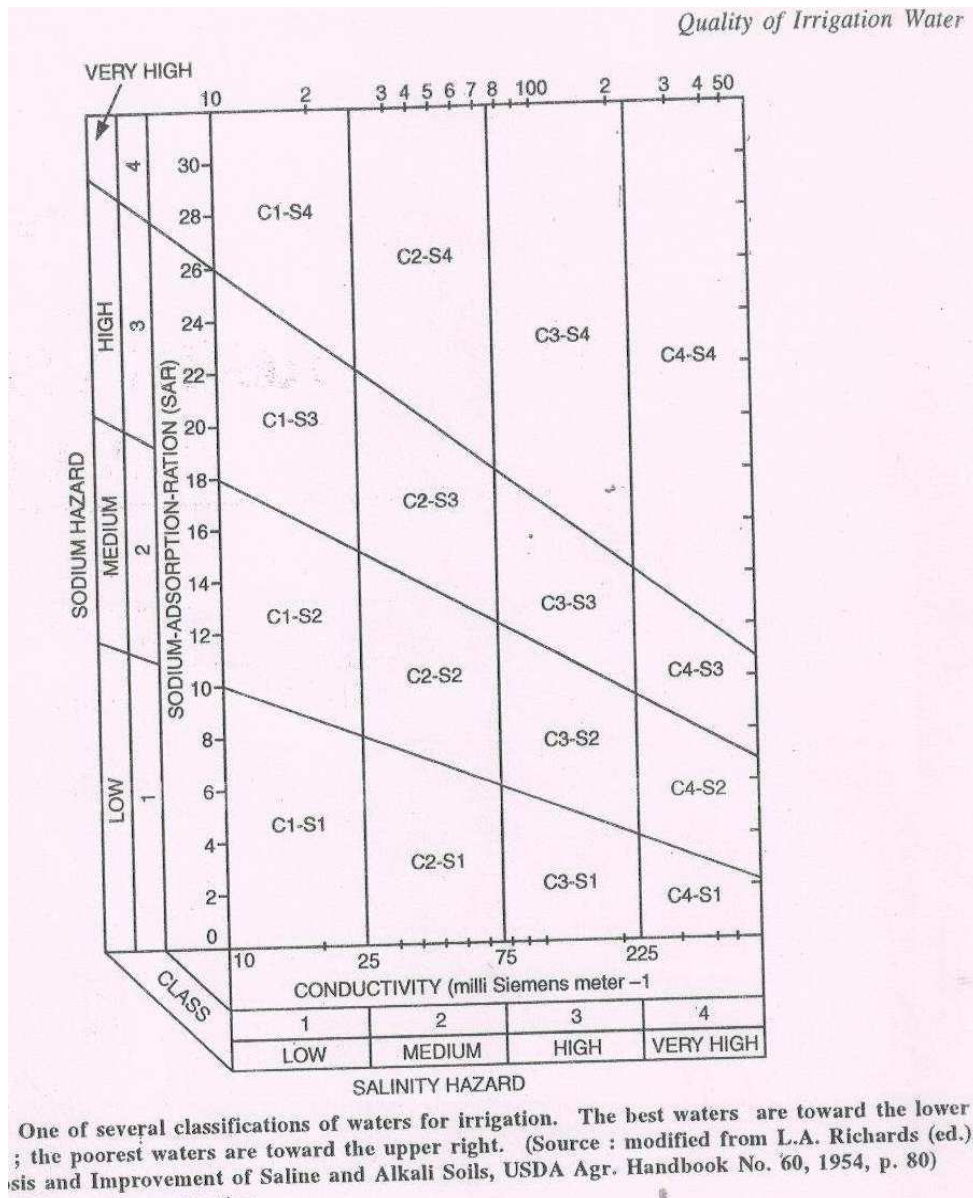 Quality of Irrigation Water
VERY HIGH
10 2 3 4 5 6 7 8 100 2 3 4 50
4
30
28
C1-S4
26
C2-S4
HIGH
3
24
C3-S4
C4-S4
22
20
C1-S3
SODIUM HAZARD
SODIUM-ADSORPTION-RATION (SAR)
18
C2-S3
MEDIUM
2
16
14
C3-S3
C1-S2
12
C4-S3
C2-S2
10
8
C3-S2
C4-S2
LOW
1
6
C1-S1
4
C2-S1
C3-S1
C4-S1
2
0
10 25 75 225
CLASS
CONDUCTIVITY (milli Siemens meter –1
1 2 3 4
LOW MEDIUM HIGH VERY HIGH
SALINITY HAZARD
One of several classifications of waters for irrigation. The best waters are toward the lower
; the poorest waters are toward the upper right. (Source : modified from L.A. Richards (ed.)
sis and Improvement of Saline and Alkali Soils, USDA Agr. Handbook No. 60, 1954, p. 80)